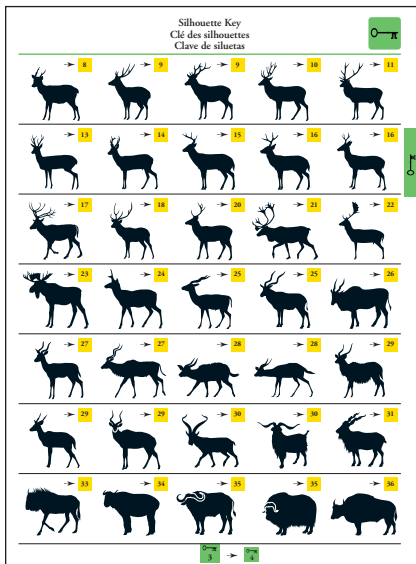 Silhouette Key
Clé des silhouettes
Clave de siluetas
8 9 9 10 11
13 14 15 16 16
17 18 20 21 22
23 24 25 25 26
27 27 28 28 29
29 29 30 30 31
33 34 35 35 36
3 4